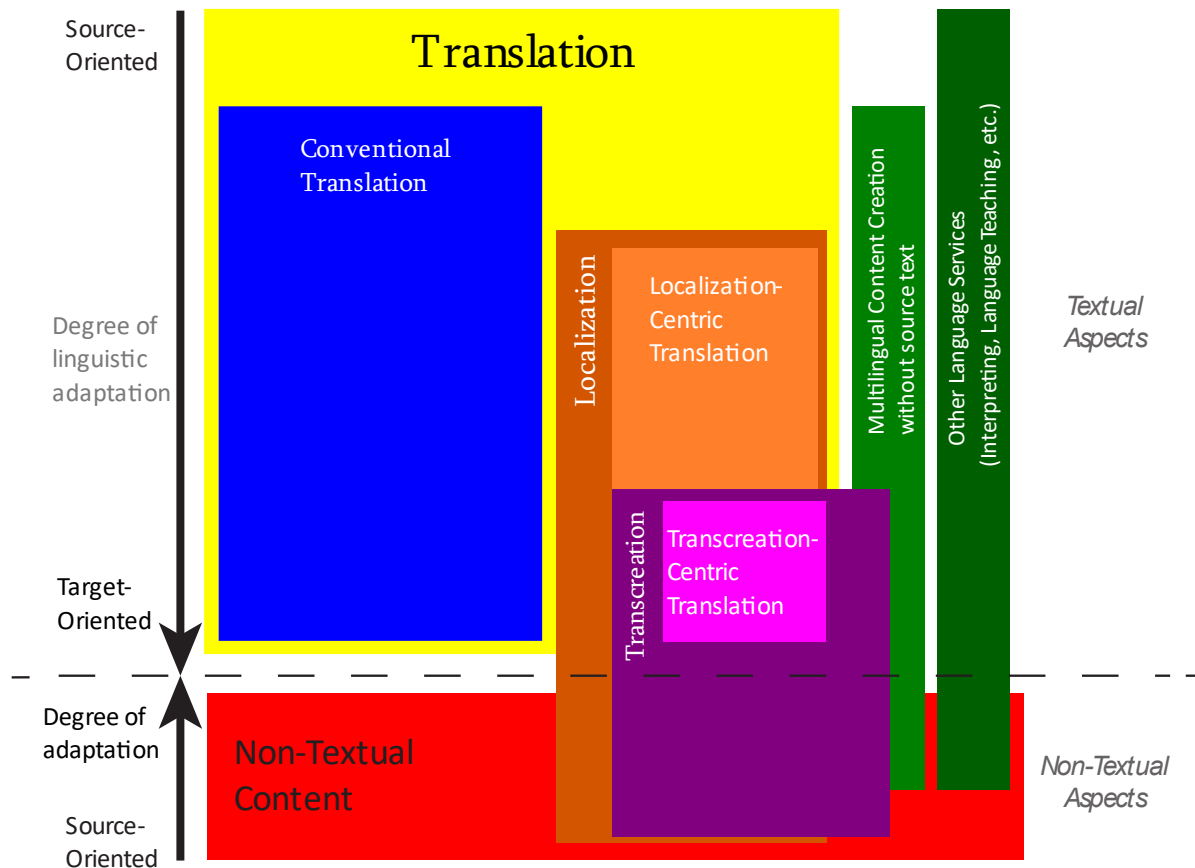 Source-
Oriented
Translation
Conventional
Translation
Localization
Localization-
Centric
Translation
Multilingual Content Creation
without source text
Other Language Services
(Interpreting, Language Teaching, etc.)
Degree of
linguistic
adaptation
Textual
Aspects
Transcreation
Transcreation-
Centric
Translation
Target-
Oriented
Degree of
adaptation
Non-Textual
Content
Non-Textual
Aspects
Source-
Oriented